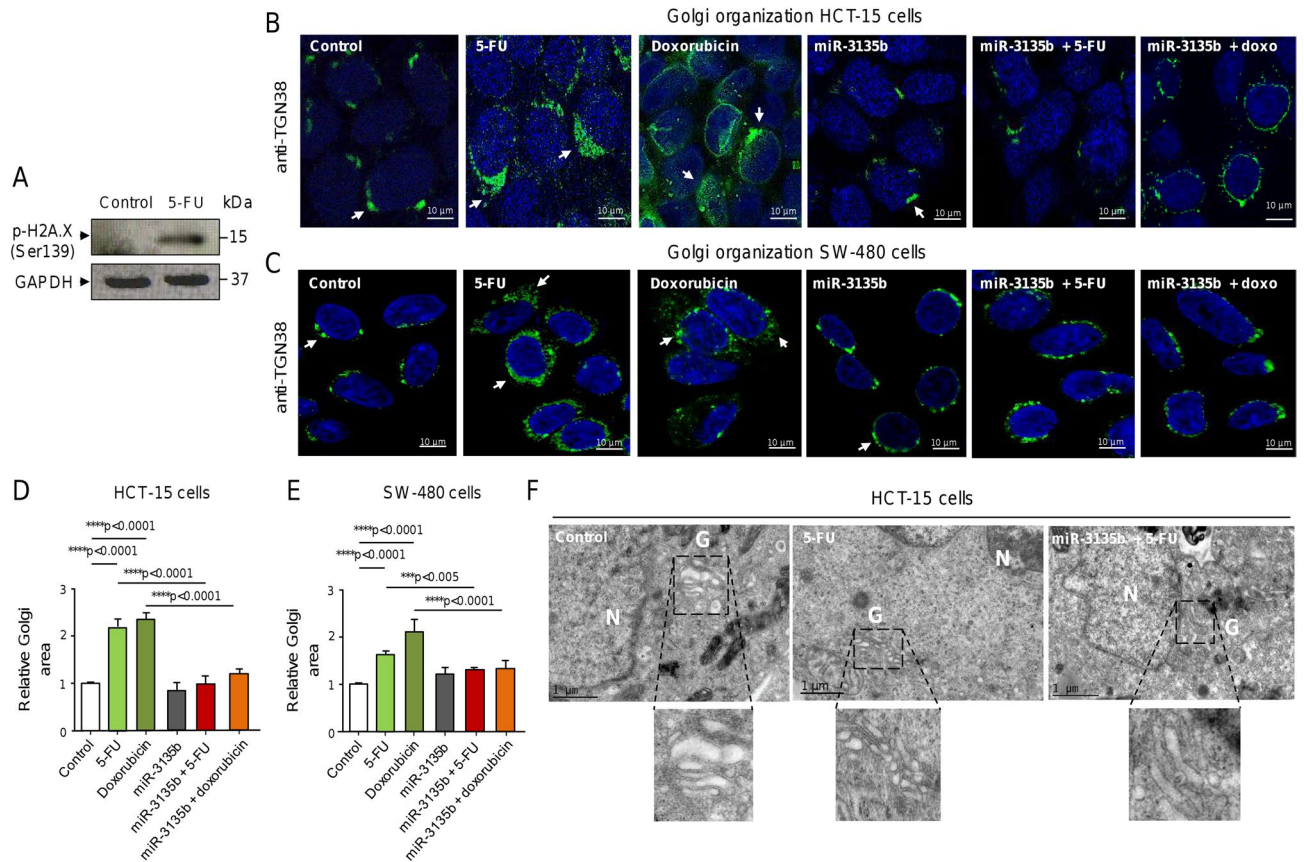 A
Control 5-FU kDa
p-H2A.X
(Ser139)
15
GAPDH
37
B
Golgi organization HCT-15 cells
anti-TGN38
Control
10 µm
5-FU
10 µm
Doxorubicin
10 µm
miR-3135b
10 µm
miR-3135b + 5-FU
10 µm
miR-3135b + doxo
10 µm
C
Golgi organization SW-480 cells
anti-TGN38
Control
10 µm
5-FU
10 µm
Doxorubicin
10 µm
miR-3135b
10 µm
miR-3135b + 5-FU
10 µm
miR-3135b + doxo
10 µm
D
HCT-15 cells
****p<0.0001
****p<0.0001
****p<0.0001
****p<0.0001
Relative Golgi
area
3
2
1
0
Control
5-FU
Doxorubicin
miR-3135b
miR-3135b + 5-FU
miR-3135b + doxorubicin
E
SW-480 cells
****p<0.0001
****p<0.0001
***p<0.005
****p<0.0001
Relative Golgi
area
3
2
1
0
Control
5-FU
Doxorubicin
miR-3135b
miR-3135b + 5-FU
miR-3135b + doxorubicin
F
HCT-15 cells
Control
G
N
1 µm
5-FU
N
G
1 µm
miR-3135b + 5-FU
N
G
1 µm